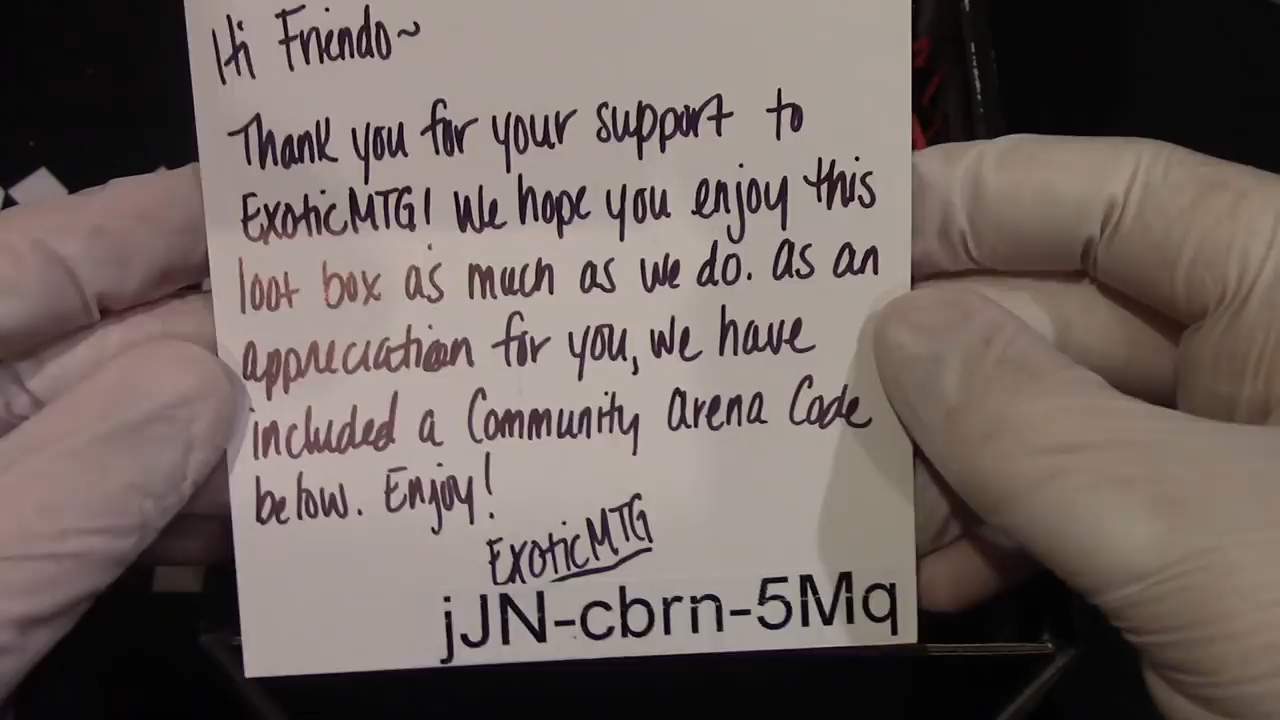 Hi Friendo~
Thank you for your support to
ExoticMTG! We hope you enjoy this
loot box as much as we do. as an
appreciation for you, we have
included a Community arena Code
below. Enjoy!
ExoticMTG
jJN-cbrn-5Mq